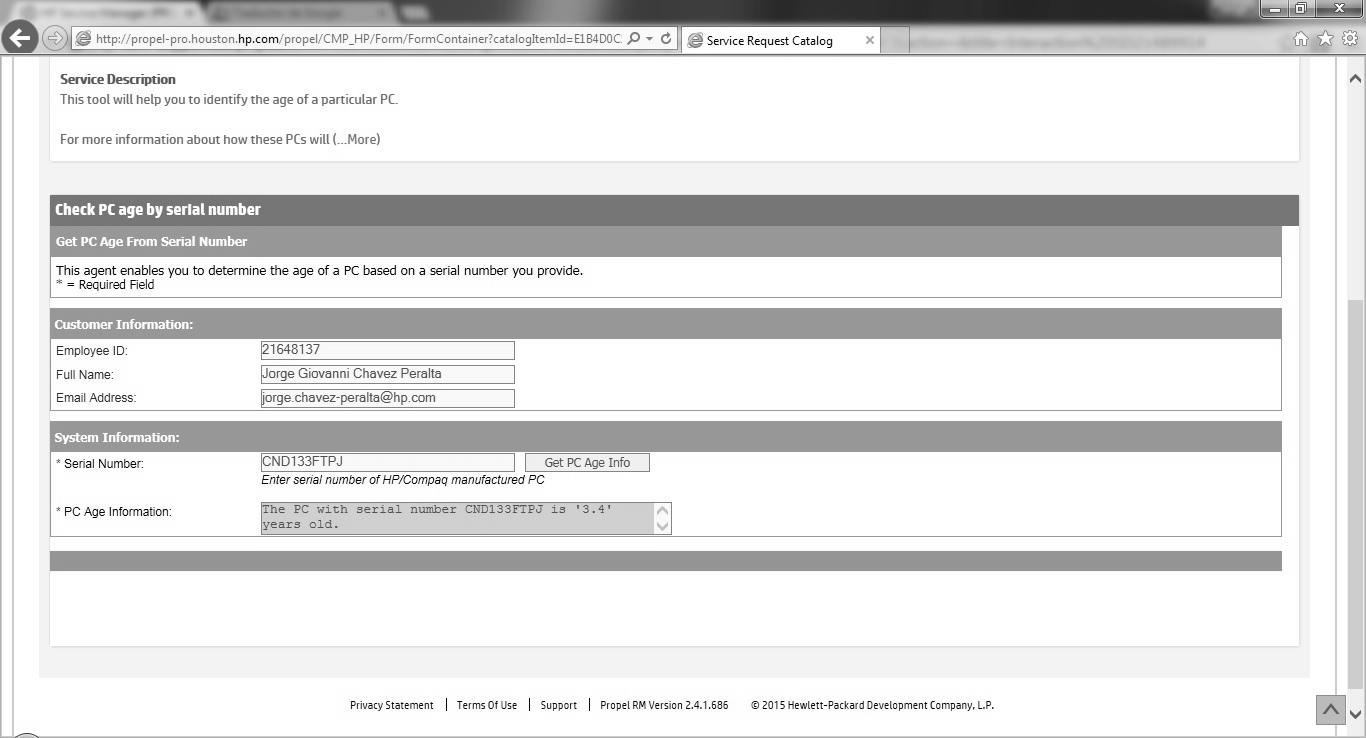 http://propel-pro.houston.hp.com/propel/CMP_HP/Form/FormContainer?catalogItemId=E1B4D0C
Service Request Catalog
Service Description
This tool will help you to identify the age of a particular PC.
For more information about how these PCs will (...More)
Check PC age by serial number
Get PC Age From Serial Number
This agent enables you to determine the age of a PC based on a serial number you provide.
* = Required Field
Customer Information:
Employee ID: 21648137
Full Name: Jorge Giovanni Chavez Peralta
Email Address: jorge.chavez-peralta@hp.com
System Information:
* Serial Number: CND133FTPJ Get PC Age Info
Enter serial number of HP/Compaq manufactured PC
* PC Age Information: The PC with serial number CND133FTPJ is '3.4'
years old.
Privacy Statement | Terms Of Use | Support | Propel RM Version 2.4.1.686 © 2015 Hewlett-Packard Development Company, L.P.